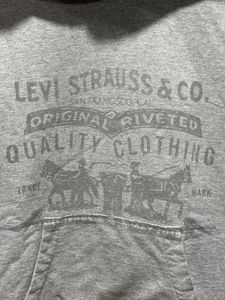 LEVI STRAUSS & CO.
SAN FRANCISCO, CAL.
ORIGINAL RIVETED
QUALITY CLOTHING
TRADE MARK